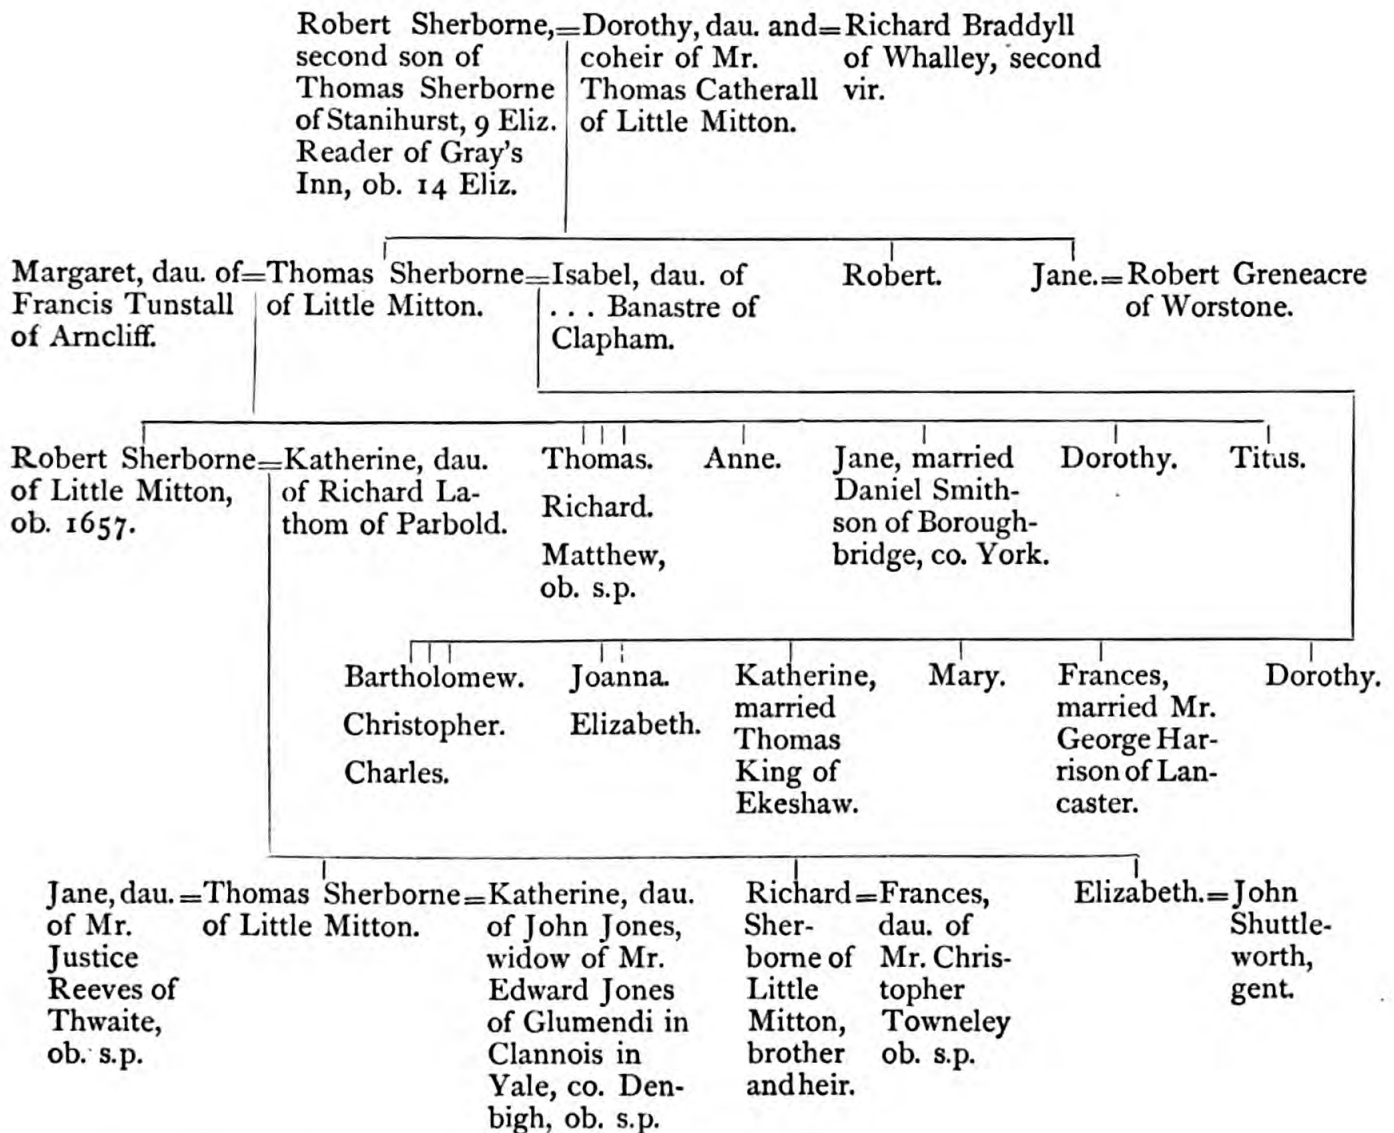 Robert Sherborne,=Dorothy, dau. and=Richard Braddyll
second son of
Thomas Sherborne
of Stanihurst, 9 Eliz.
Reader of Gray's
Inn, ob. 14 Eliz.
coheir of Mr.
Thomas Catherall
of Little Mitton.
of Whalley, second
vir.
Margaret, dau. of=Thomas Sherborne=Isabel, dau. of
Francis Tunstall
of Arncliff.
of Little Mitton.
. . . Banastre of
Clapham.
Robert.
Jane.=Robert Greneacre
of Worstone.
Robert Sherborne=Katherine, dau.
of Little Mitton,
ob. 1657.
of Richard La-
thom of Parbold.
Thomas.
Richard.
Matthew,
ob. s.p.
Anne.
Jane, married
Daniel Smith-
son of Borough-
bridge, co. York.
Dorothy.
Titus.
Bartholomew.
Christopher.
Charles.
Joanna.
Elizabeth.
Katherine,
married
Thomas
King of
Ekeshaw.
Mary.
Frances,
married Mr.
George Har-
rison of Lan-
caster.
Dorothy.
Jane, dau.=Thomas Sherborne=Katherine, dau.
of Mr.
Justice
Reeves of
Thwaite,
ob. s.p.
of Little Mitton.
of John Jones,
widow of Mr.
Edward Jones
of Glumendi in
Clannois in
Yale, co. Den-
bigh, ob. s.p.
Richard=Frances,
Sher-
borne of
Little
Mitton,
brother
and heir.
dau. of
Mr. Chris-
topher
Towneley
ob. s.p.
Elizabeth.=John
Shuttle-
worth,
gent.